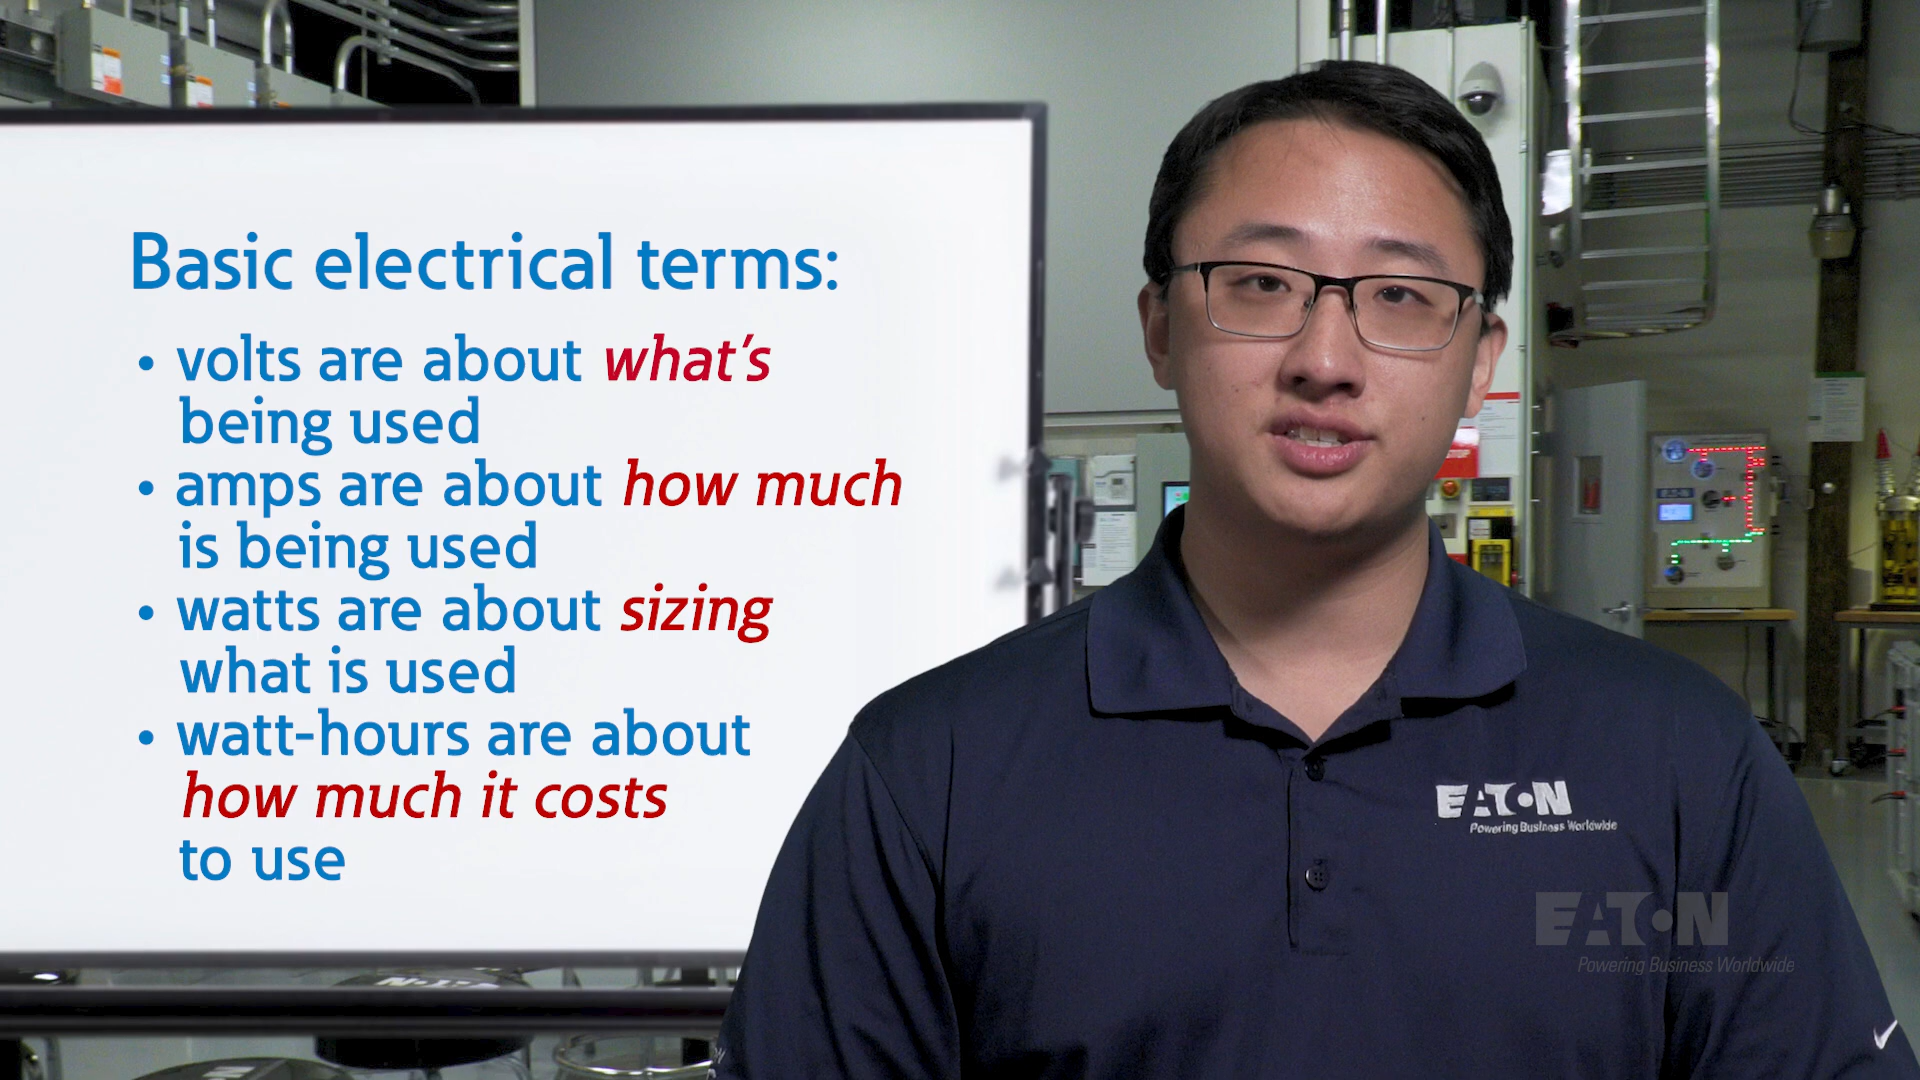 Basic electrical terms:
• volts are about what's
being used
• amps are about how much
is being used
• watts are about sizing
what is used
• watt-hours are about
how much it costs
to use
EATON
Powering Business Worldwide
EATON
Powering Business Worldwide
EATON
STOP